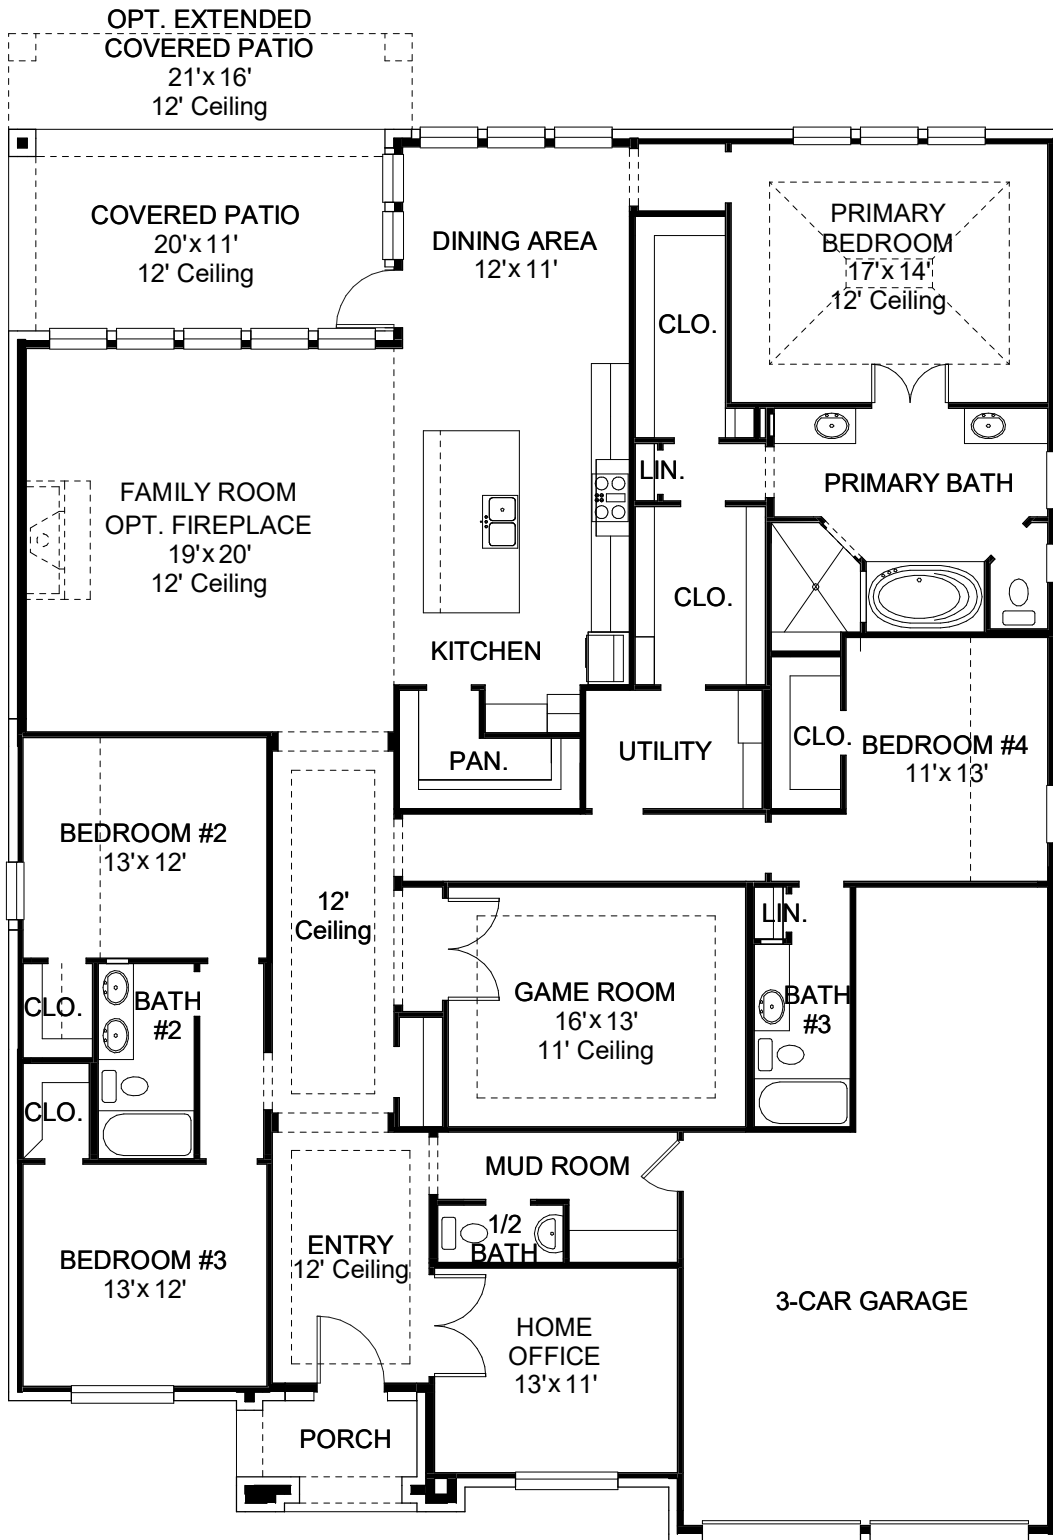 OPT. EXTENDED
COVERED PATIO
21'x 16'
12' Ceiling
COVERED PATIO
20'x 11'
12' Ceiling
DINING AREA
12'x 11'
PRIMARY
BEDROOM
17'x 14'
12' Ceiling
CLO.
LIN.
PRIMARY BATH
FAMILY ROOM
OPT. FIREPLACE
19'x 20'
12' Ceiling
CLO.
KITCHEN
PAN.
UTILITY
CLO.
BEDROOM #4
11'x 13'
BEDROOM #2
13'x 12'
12'
Ceiling
LIN.
GAME ROOM
16'x 13'
11' Ceiling
BATH
#3
CLO.
BATH
#2
CLO.
MUD ROOM
1/2
BATH
ENTRY
12' Ceiling
BEDROOM #3
13'x 12'
HOME
OFFICE
13'x 11'
3-CAR GARAGE
PORCH